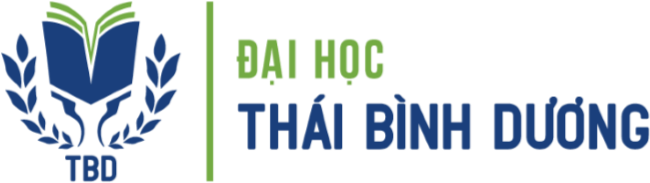 TBD
ĐẠI HỌC
THÁI BÌNH DƯƠNG